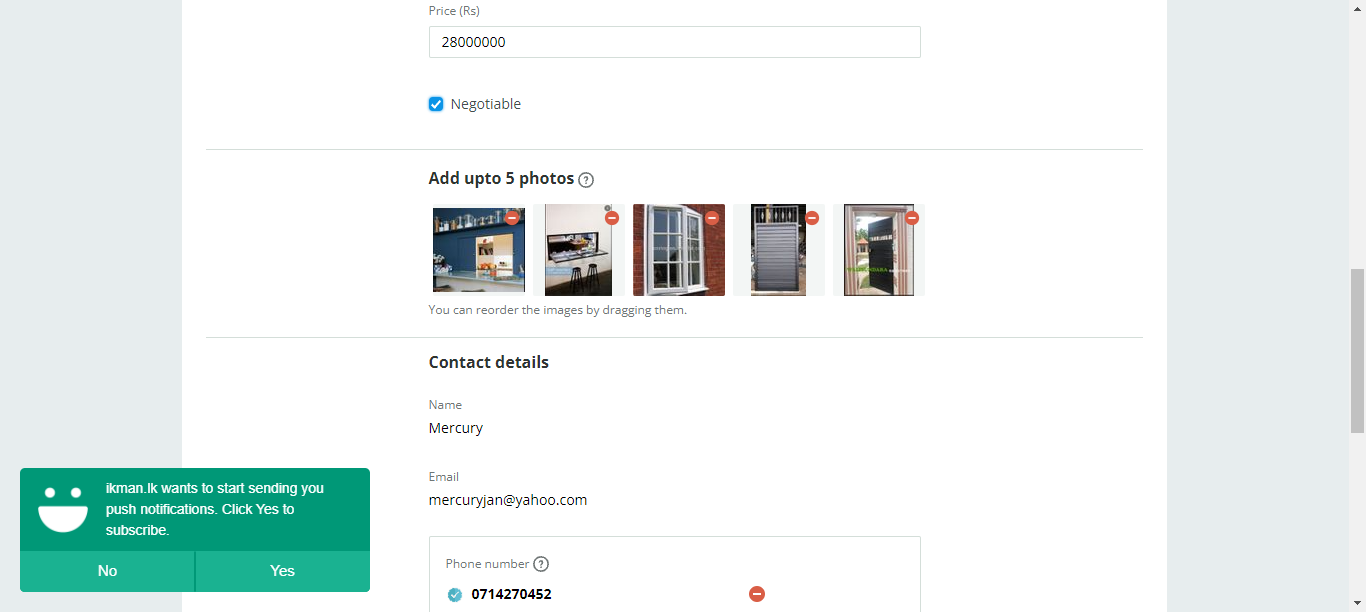 Price (Rs)
28000000
Negotiable
Add upto 5 photos
You can reorder the images by dragging them.
Contact details
Name
Mercury
Email
mercuryjan@yahoo.com
Phone number
0714270452
ikman.lk wants to start sending you
push notifications. Click Yes to
subscribe.
No
Yes